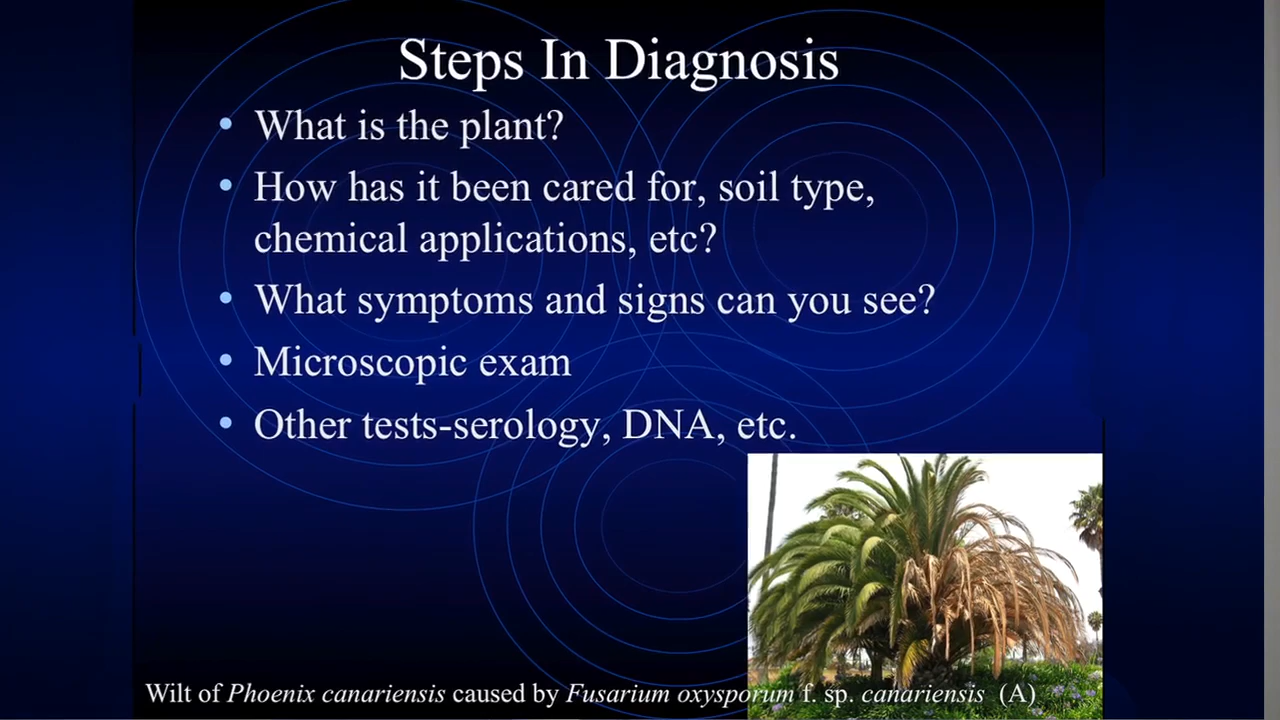 Steps In Diagnosis
• What is the plant?
• How has it been cared for, soil type,
chemical applications, etc?
• What symptoms and signs can you see?
• Microscopic exam
• Other tests-serology, DNA, etc.
Wilt of Phoenix canariensis caused by Fusarium oxysporum f. sp. canariensis (A)